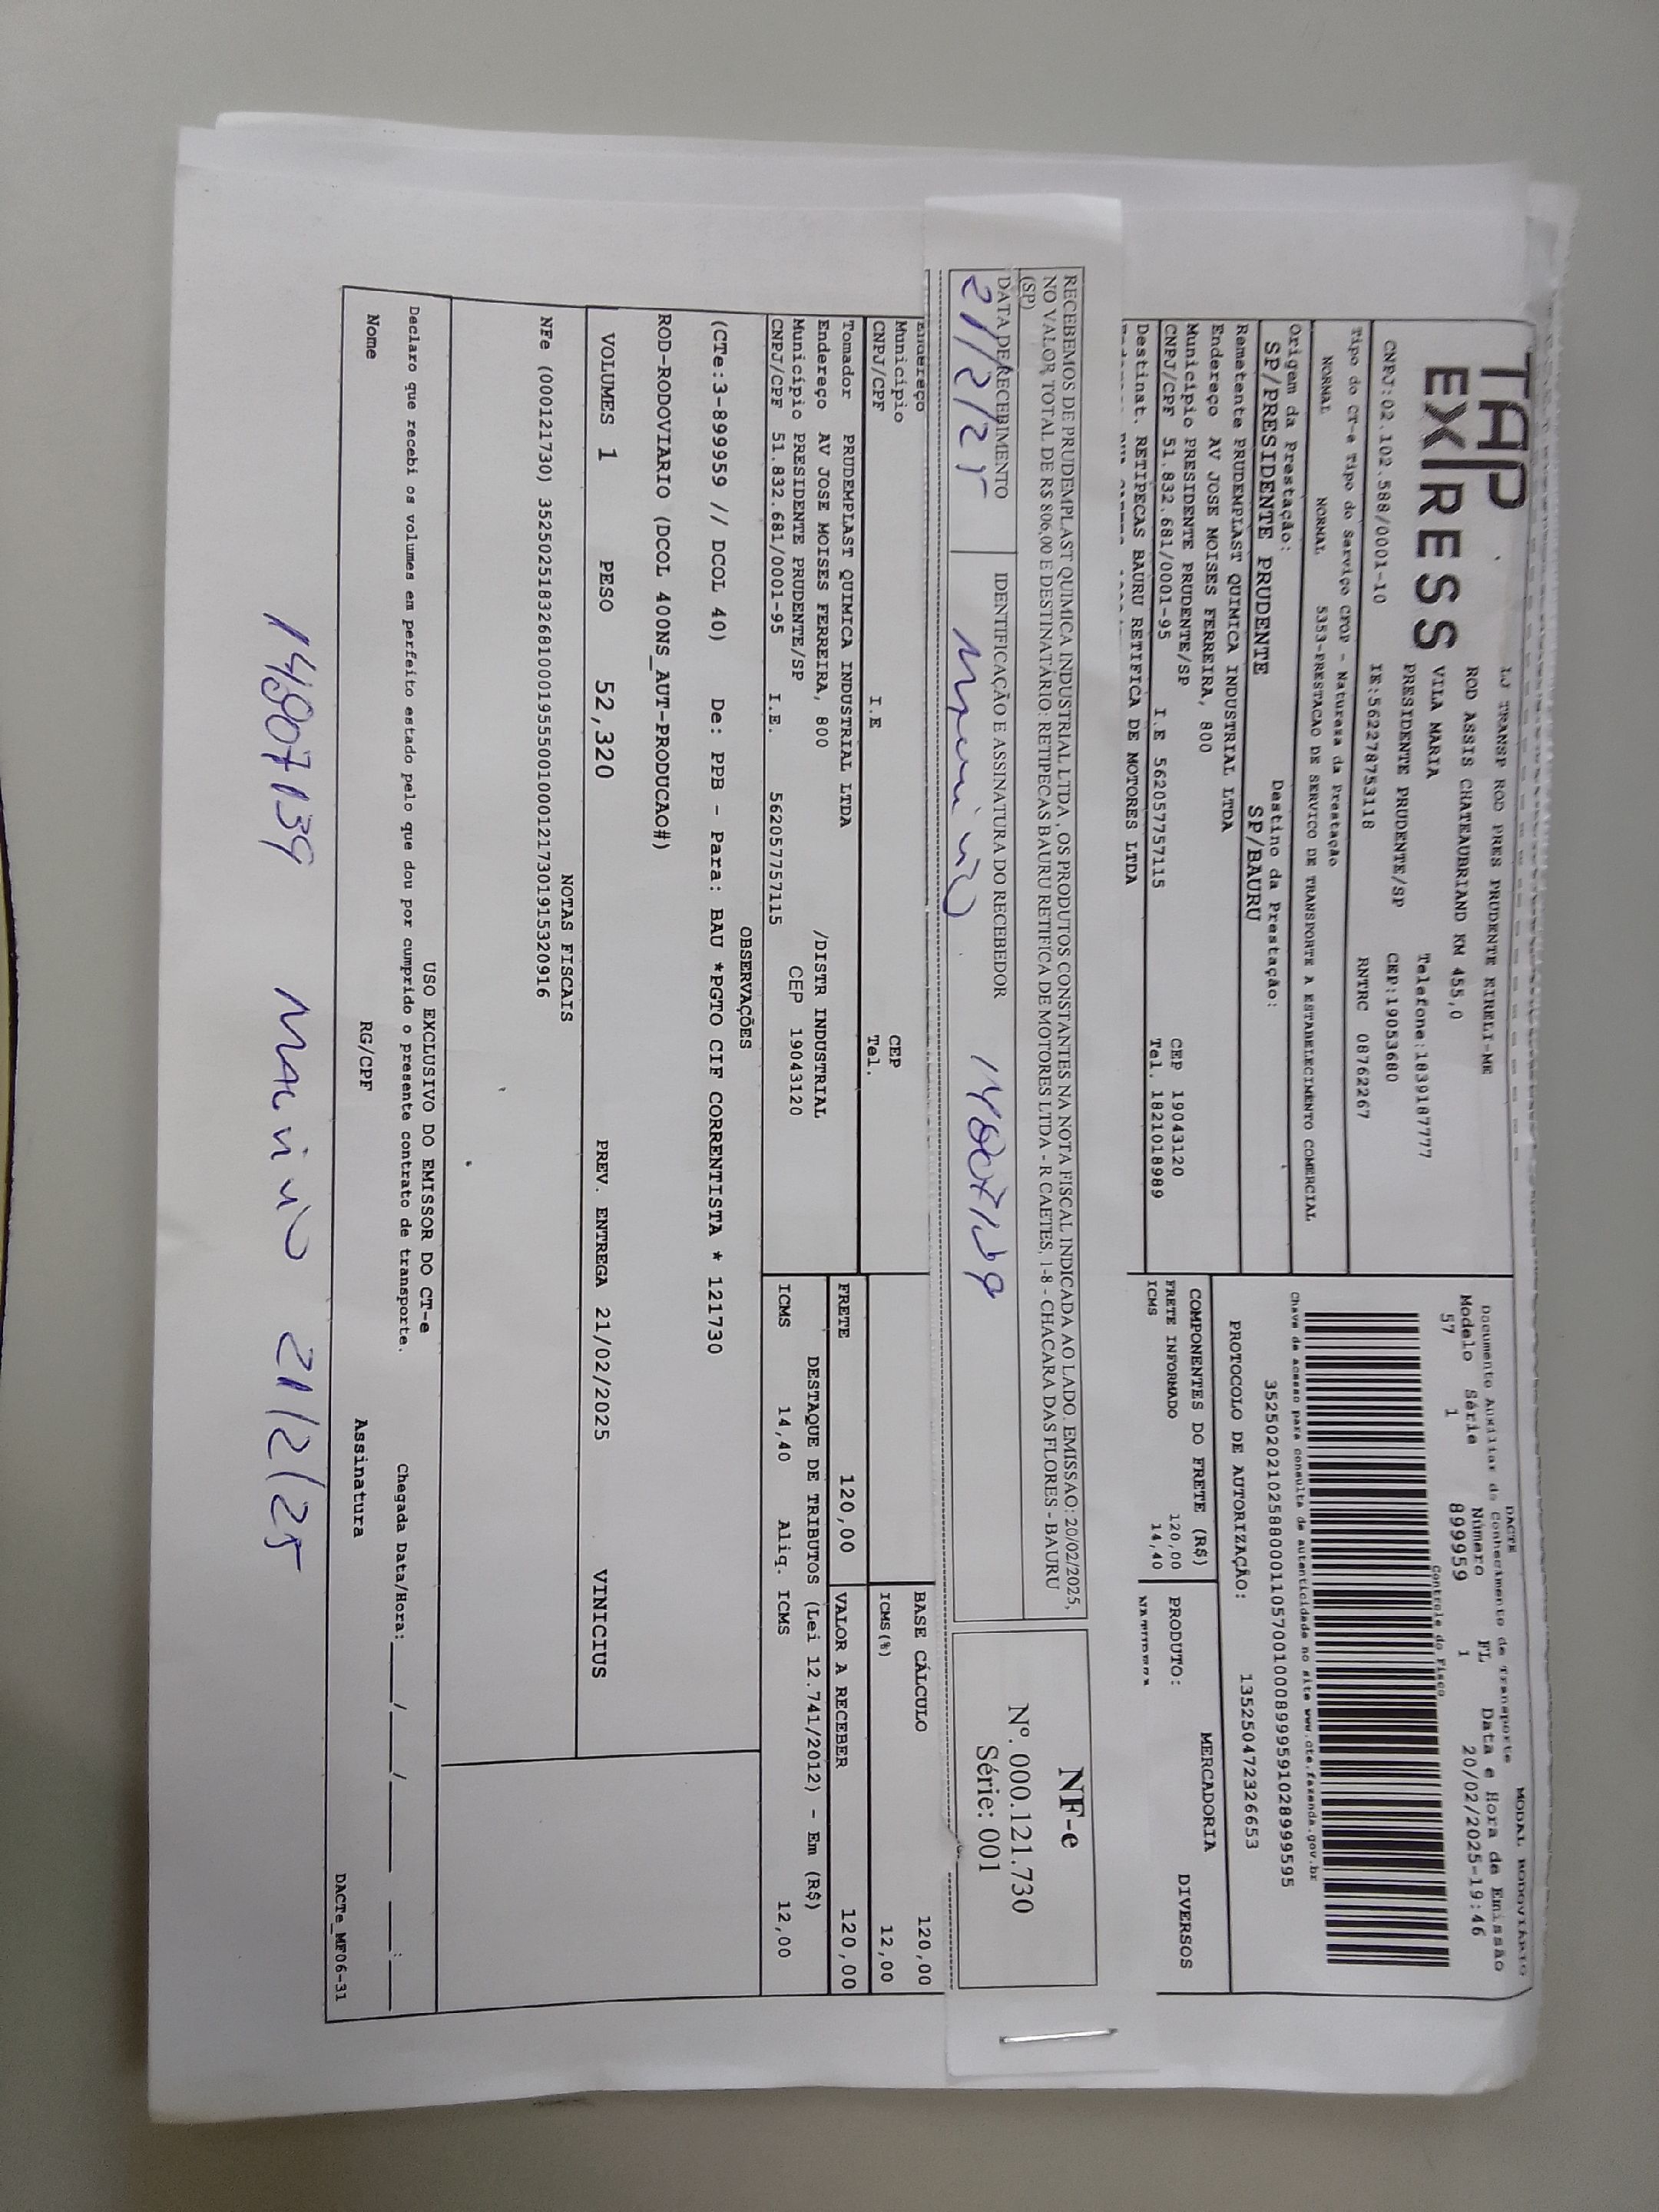 TAP
EXPRESS
LJ TRANSP ROD PRES PRUDENTE EIRELI-ME
ROD ASSIS CHATEAUBRIAND KM 455,0
VILA MARIA
Telefone:1839187777
PRESIDENTE PRUDENTE/SP
CEP:19053680
CNPJ:02.102.588/0001-10
IE:562278753118
RNTRC 08762267
MODAL RODOVIÁRIO
DACTE
Documento Auxiliar do Conhecimento de Transporte
Modelo Série Número FL Data e Hora de Emissão
57 1 899959 1 20/02/2025-19:46
Controle do Fisco
Tipo do CT-e Tipo do Serviço CFOP - Natureza da Prestação
NORMAL NORMAL 5353-PRESTACAO DE SERVICO DE TRANSPORTE A ESTABELECIMENTO COMERCIAL
Chave de acesso para consulta de autenticidade no site www.cte.fazenda.gov.br
35250202102588000110570010008999591028999595
Origem da Prestação: Destino da Prestação:
SP/PRESIDENTE PRUDENTE SP/BAURU
PROTOCOLO DE AUTORIZAÇÃO: 135250472326653
Remetente PRUDEMPLAST QUIMICA INDUSTRIAL LTDA
Endereço AV JOSE MOISES FERREIRA, 800
Município PRESIDENTE PRUDENTE/SP CEP 19043120
CNPJ/CPF 51.832.681/0001-95 I.E 562057757115 Tel. 1821018989
Destinat. RETIPECAS BAURU RETIFICA DE MOTORES LTDA
COMPONENTES DO FRETE (R$)
FRETE INFORMADO 120,00
ICMS 14,40
MERCADORIA
PRODUTO: DIVERSOS
RECEBEMOS DE PRUDEMPLAST QUIMICA INDUSTRIAL LTDA , OS PRODUTOS CONSTANTES NA NOTA FISCAL INDICADA AO LADO. EMISSAO: 20/02/2025,
NO VALOR TOTAL DE R$ 806,00 E DESTINATÁRIO: RETIPECAS BAURU RETIFICA DE MOTORES LTDA - R CAETES, 1-8 - CHACARA DAS FLORES - BAURU
(SP)
DATA DE RECEBIMENTO IDENTIFICAÇÃO E ASSINATURA DO RECEBEDOR
21/2/25
NF-e
Nº. 000.121.730
Série: 001
Endereço
Município CEP
CNPJ/CPF I.E Tel.
BASE CÁLCULO 120,00
ICMS(%) 12,00
Tomador PRUDEMPLAST QUIMICA INDUSTRIAL LTDA
Endereço AV JOSE MOISES FERREIRA, 800 /DISTR INDUSTRIAL
Município PRESIDENTE PRUDENTE/SP CEP 19043120
CNPJ/CPF 51.832.681/0001-95 I.E. 562057757115
FRETE 120,00 VALOR A RECEBER 120,00
DESTAQUE DE TRIBUTOS (Lei 12.741/2012) - Em (R$)
ICMS 14,40 Aliq. ICMS 12,00
OBSERVAÇÕES
(CTe:3-899959 // DCOL 40) De: PPB - Para: BAU *PGTO CIF CORRENTISTA * 121730
ROD-RODOVIARIO (DCOL 400NS_AUT-PRODUCAO#)
VOLUMES 1 PESO 52,320 PREV. ENTREGA 21/02/2025 VINICIUS
NOTAS FISCAIS
NFe (000121730) 35250251832681000195550010001217301915320916
USO EXCLUSIVO DO EMISSOR DO CT-e
Declaro que recebi os volumes em perfeito estado pelo que dou por cumprido o presente contrato de transporte. Chegada Data/Hora:____/____/______ ____:____
Nome RG/CPF Assinatura
DACTe_MF06-31
21/2/25